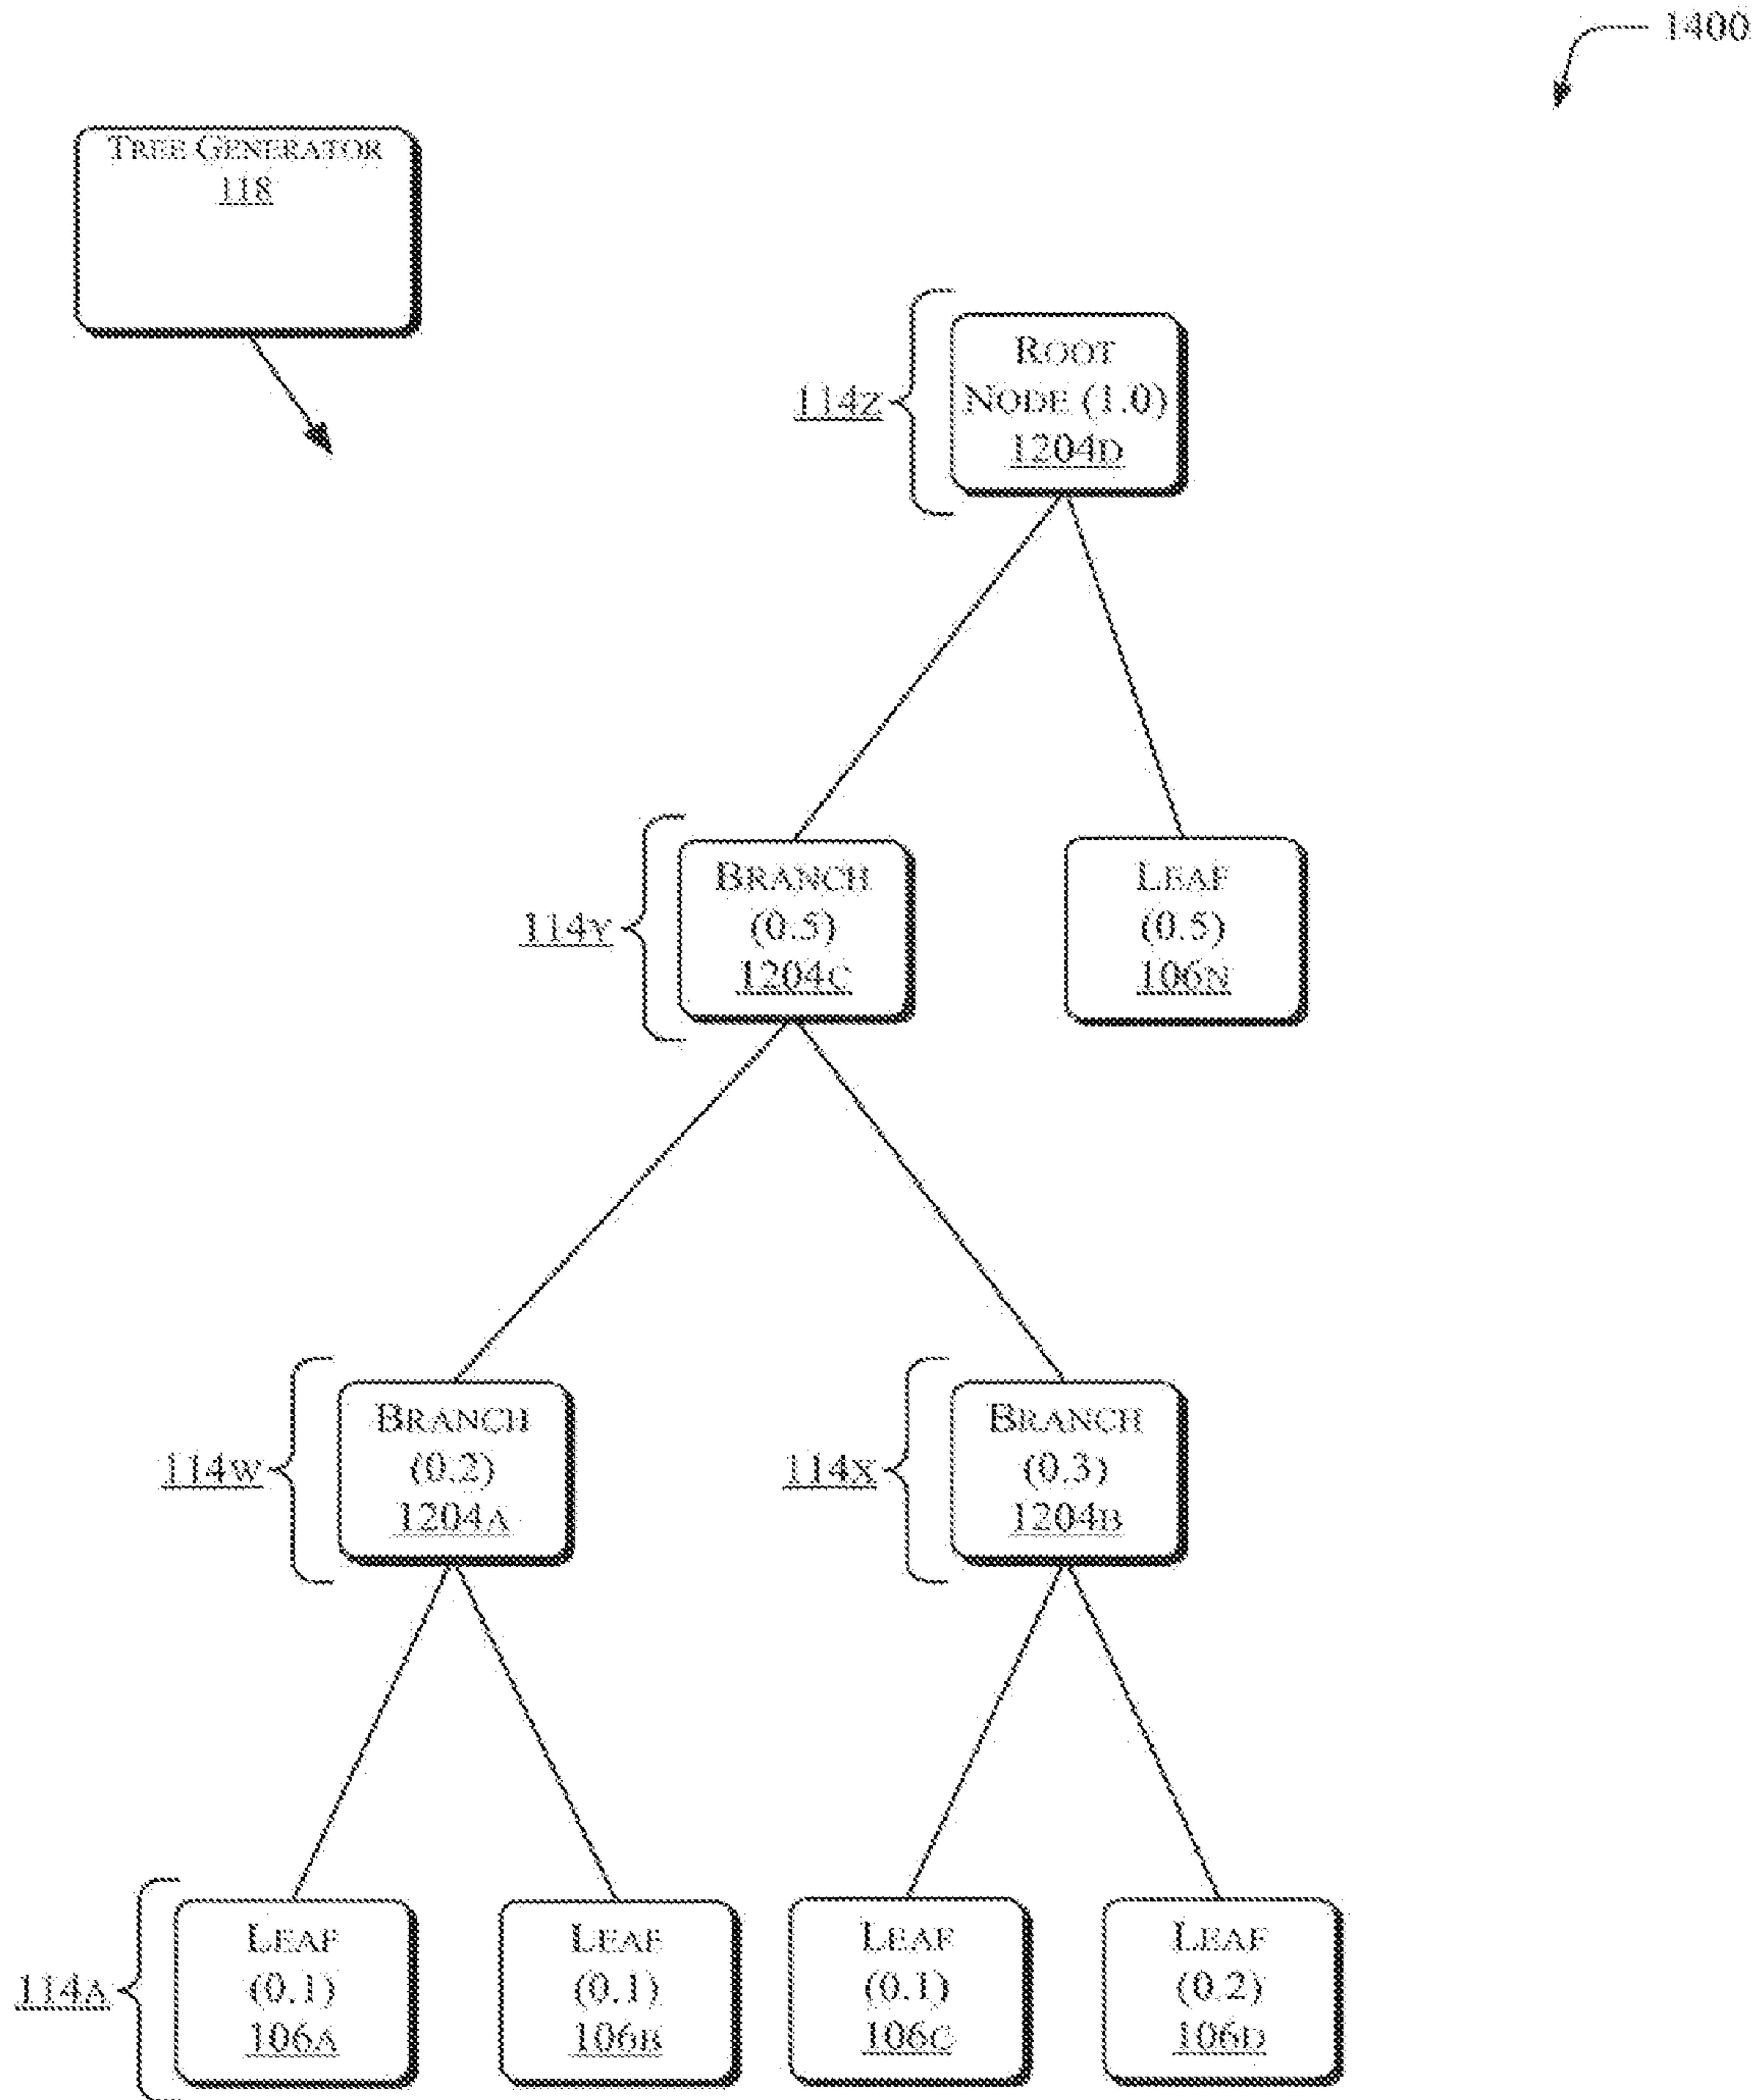 1400
TREE GENERATOR
118
ROOT
NODE (1.0)
1204D
114Z
BRANCH
(0.5)
1204C
114Y
LEAF
(0.5)
106N
BRANCH
(0.2)
1204A
114W
BRANCH
(0.3)
1204B
114X
LEAF
(0.1)
106A
114A
LEAF
(0.1)
106B
LEAF
(0.1)
106C
LEAF
(0.2)
106D